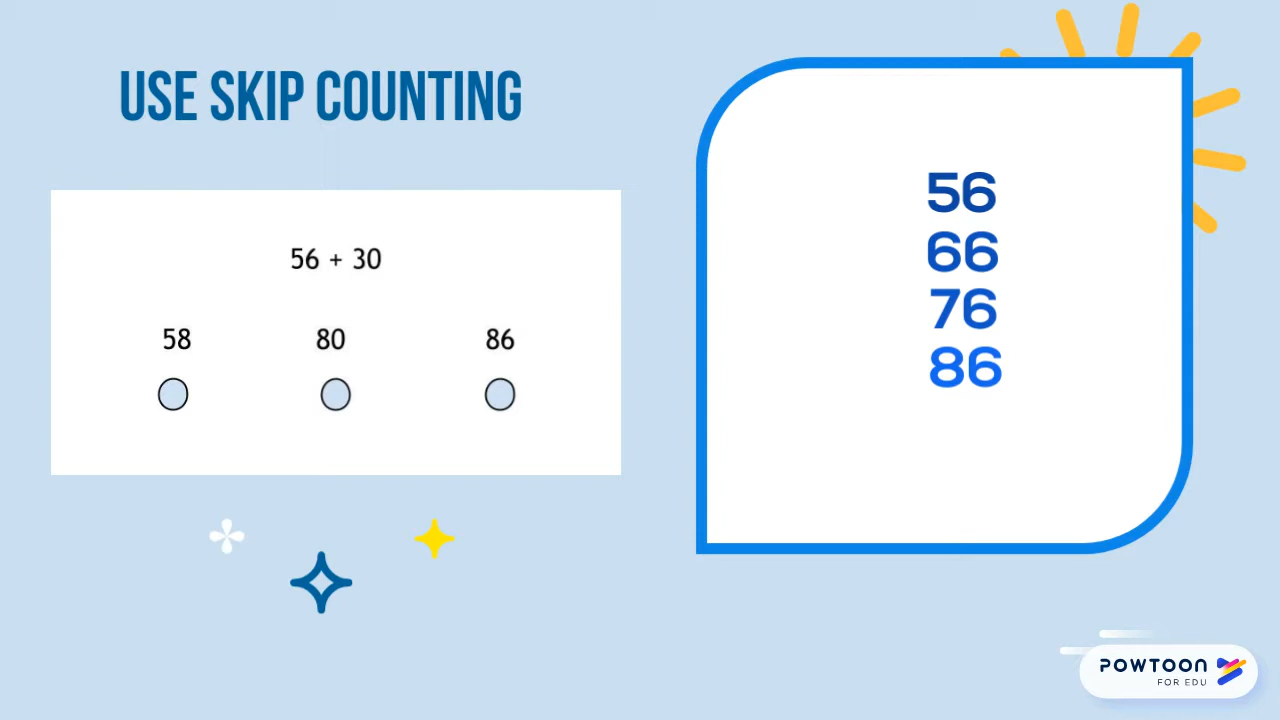 USE SKIP COUNTING
56 + 30
58 80 86
56
66
76
86
POWTOON
FOR EDU